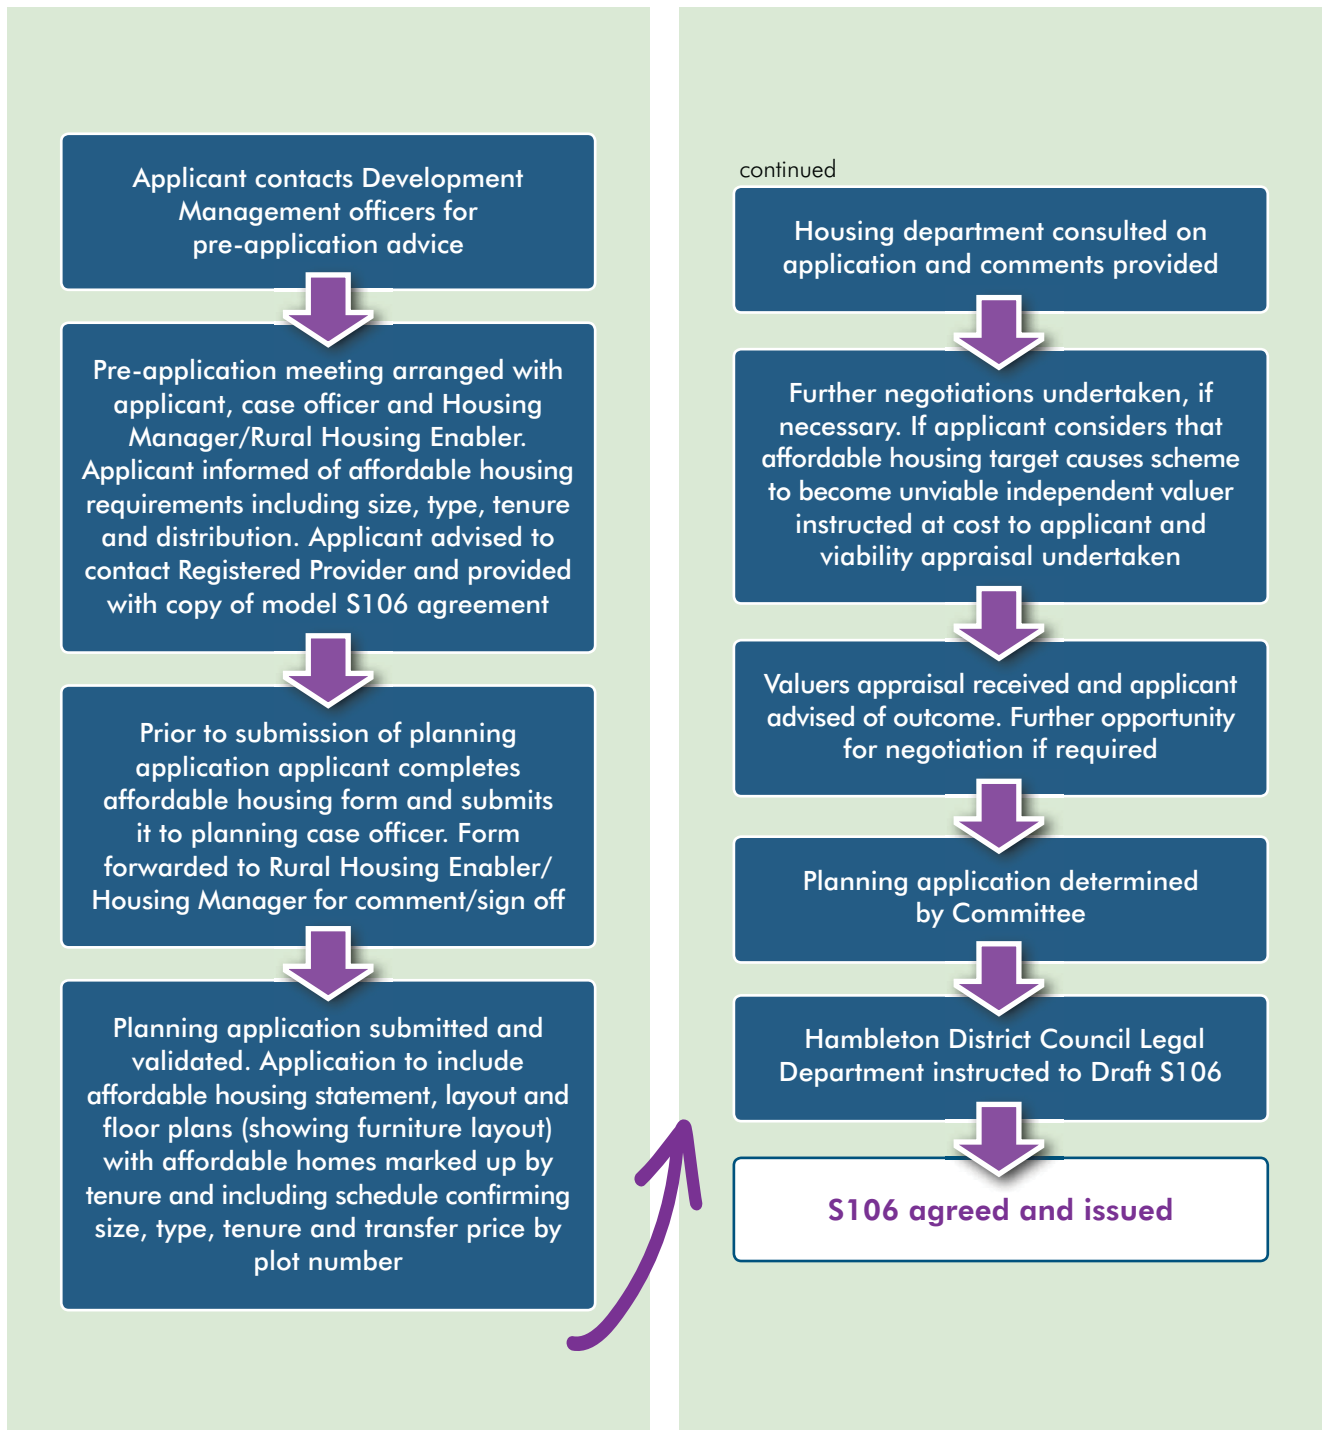 Applicant contacts Development
Management officers for
pre-application advice
Pre-application meeting arranged with
applicant, case officer and Housing
Manager/Rural Housing Enabler.
Applicant informed of affordable housing
requirements including size, type, tenure
and distribution. Applicant advised to
contact Registered Provider and provided
with copy of model S106 agreement
Prior to submission of planning
application applicant completes
affordable housing form and submits
it to planning case officer. Form
forwarded to Rural Housing Enabler/
Housing Manager for comment/sign off
Planning application submitted and
validated. Application to include
affordable housing statement, layout and
floor plans (showing furniture layout)
with affordable homes marked up by
tenure and including schedule confirming
size, type, tenure and transfer price by
plot number
continued
Housing department consulted on
application and comments provided
Further negotiations undertaken, if
necessary. If applicant considers that
affordable housing target causes scheme
to become unviable independent valuer
instructed at cost to applicant and
viability appraisal undertaken
Valuers appraisal received and applicant
advised of outcome. Further opportunity
for negotiation if required
Planning application determined
by Committee
Hambleton District Council Legal
Department instructed to Draft S106
S106 agreed and issued